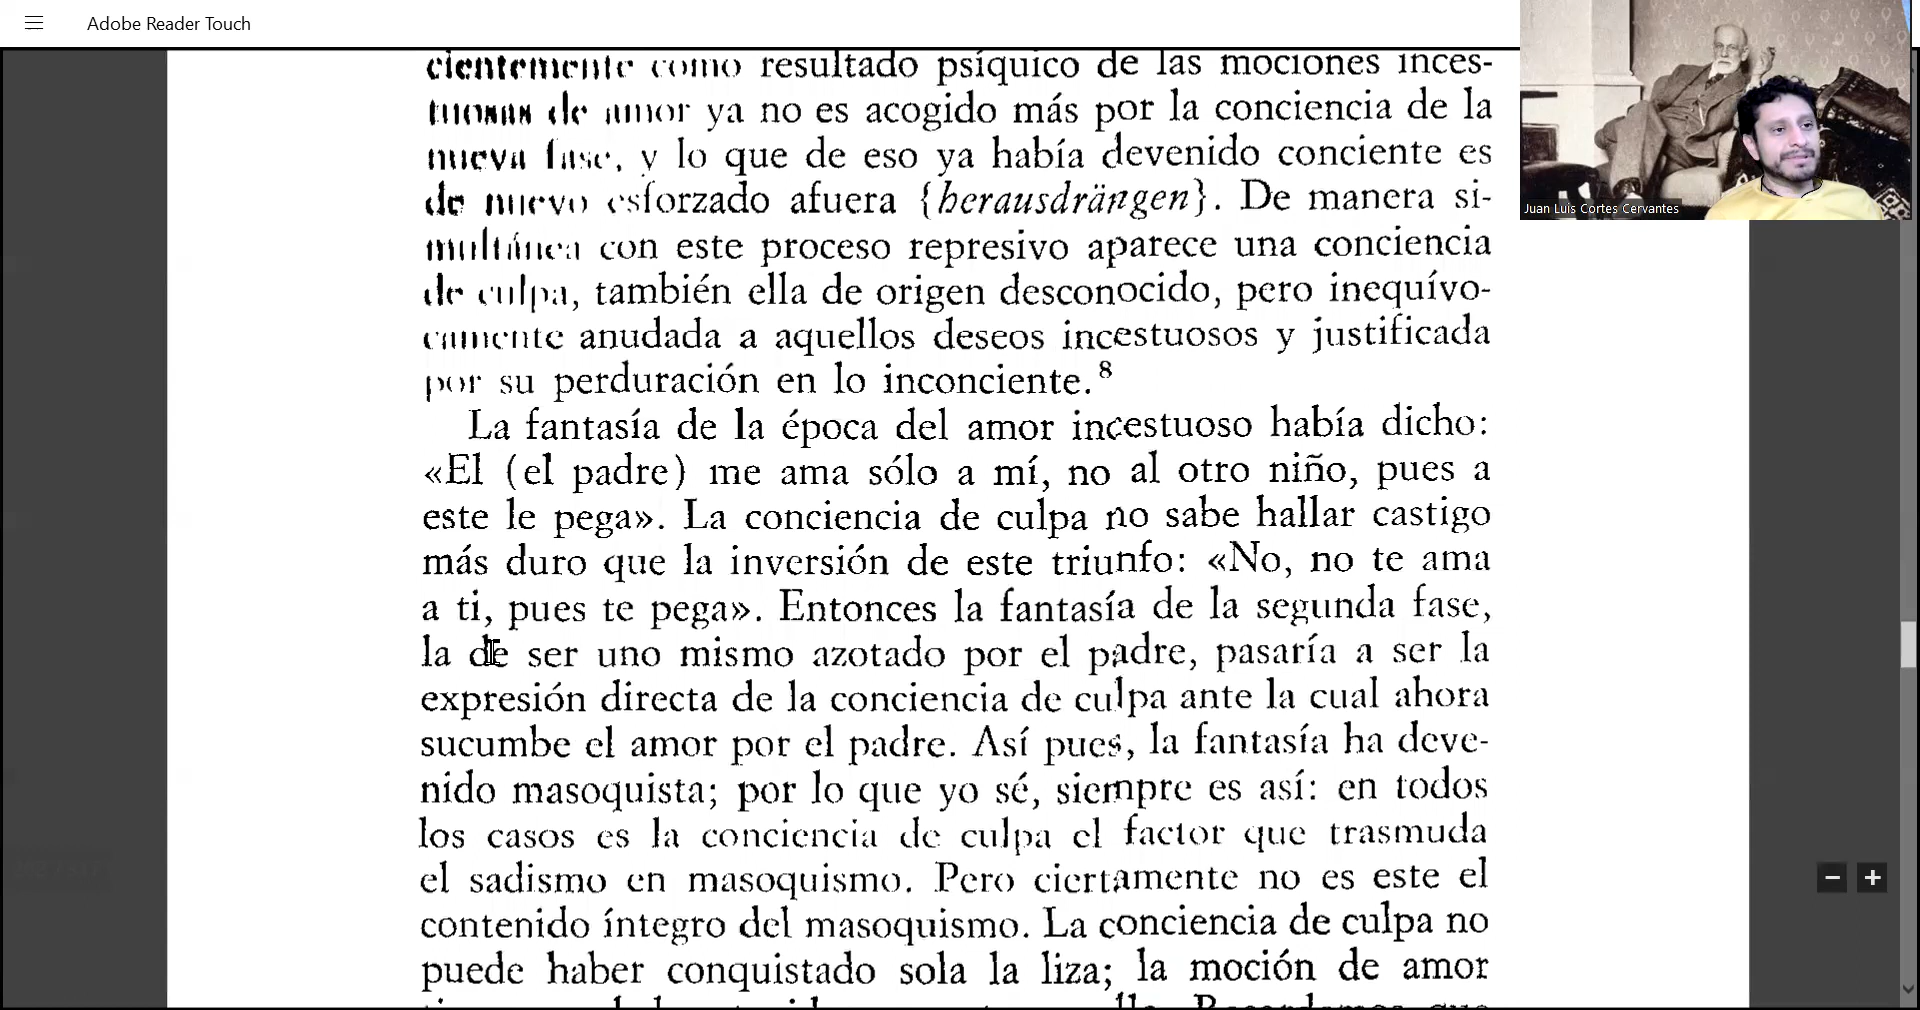 Adobe Reader Touch
cientemente como resultado psíquico de las mociones inces-
tuosas de amor ya no es acogido más por la conciencia de la
nueva fase, y lo que de eso ya había devenido conciente es
de nuevo esforzado afuera {herausdrängen}. De manera si-
multánea con este proceso represivo aparece una conciencia
de culpa, también ella de origen desconocido, pero inequívo-
camente anudada a aquellos deseos incestuosos y justificada
por su perduración en lo inconciente.⁸
La fantasía de la época del amor incestuoso había dicho:
«El (el padre) me ama sólo a mí, no al otro niño, pues a
este le pega». La conciencia de culpa no sabe hallar castigo
más duro que la inversión de este triunfo: «No, no te ama
a ti, pues te pega». Entonces la fantasía de la segunda fase,
la de ser uno mismo azotado por el padre, pasaría a ser la
expresión directa de la conciencia de culpa ante la cual ahora
sucumbe el amor por el padre. Así pues, la fantasía ha deve-
nido masoquista; por lo que yo sé, siempre es así: en todos
los casos es la conciencia de culpa el factor que trasmuda
el sadismo en masoquismo. Pero ciertamente no es este el
contenido íntegro del masoquismo. La conciencia de culpa no
puede haber conquistado sola la liza; la moción de amor
Juan Luis Cortes Cervantes